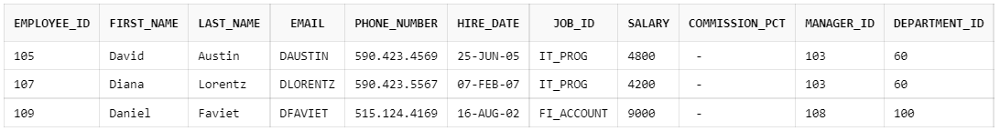 EMPLOYEE_ID FIRST_NAME LAST_NAME EMAIL PHONE_NUMBER HIRE_DATE JOB_ID SALARY COMMISSION_PCT MANAGER_ID DEPARTMENT_ID
105 David Austin DAUSTIN 590.423.4569 25-JUN-05 IT_PROG 4800 - 103 60
107 Diana Lorentz DLORENTZ 590.423.5567 07-FEB-07 IT_PROG 4200 - 103 60
109 Daniel Faviet DFAVIET 515.124.4169 16-AUG-02 FI_ACCOUNT 9000 - 108 100